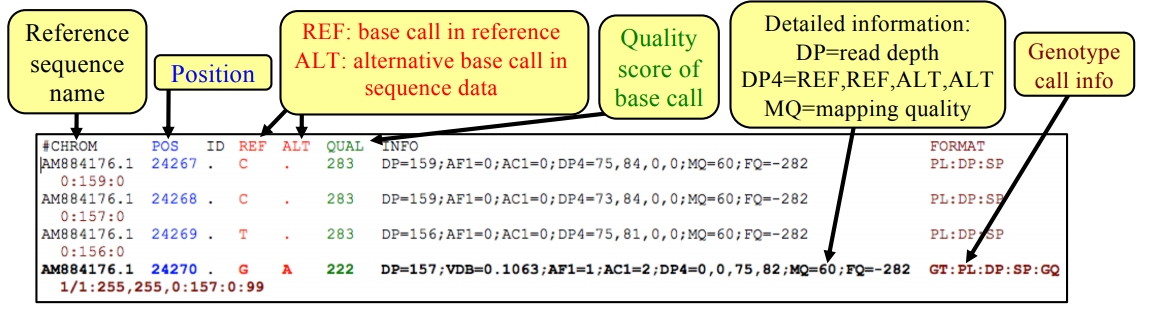 Reference
sequence
name
Position
REF: base call in reference
ALT: alternative base call in
sequence data
Quality
score of
base call
Detailed information:
DP=read depth
DP4=REF,REF,ALT,ALT
MQ=mapping quality
Genotype
call info
#CHROM POS ID REF ALT QUAL INFO FORMAT
AM884176.1 24267 . C . 283 DP=159;AF1=0;AC1=0;DP4=75,84,0,0;MQ=60;FQ=-282 PL:DP:SP
0:159:0
AM884176.1 24268 . C . 283 DP=159;AF1=0;AC1=0;DP4=73,84,0,0;MQ=60;FQ=-282 PL:DP:SP
0:157:0
AM884176.1 24269 . T . 283 DP=156;AF1=0;AC1=0;DP4=75,81,0,0;MQ=60;FQ=-282 PL:DP:SP
0:156:0
AM884176.1 24270 . G A 222 DP=157;VDB=0.1063;AF1=1;AC1=2;DP4=0,0,75,82;MQ=60;FQ=-282 GT:PL:DP:SP:GQ
1/1:255,255,0:157:0:99